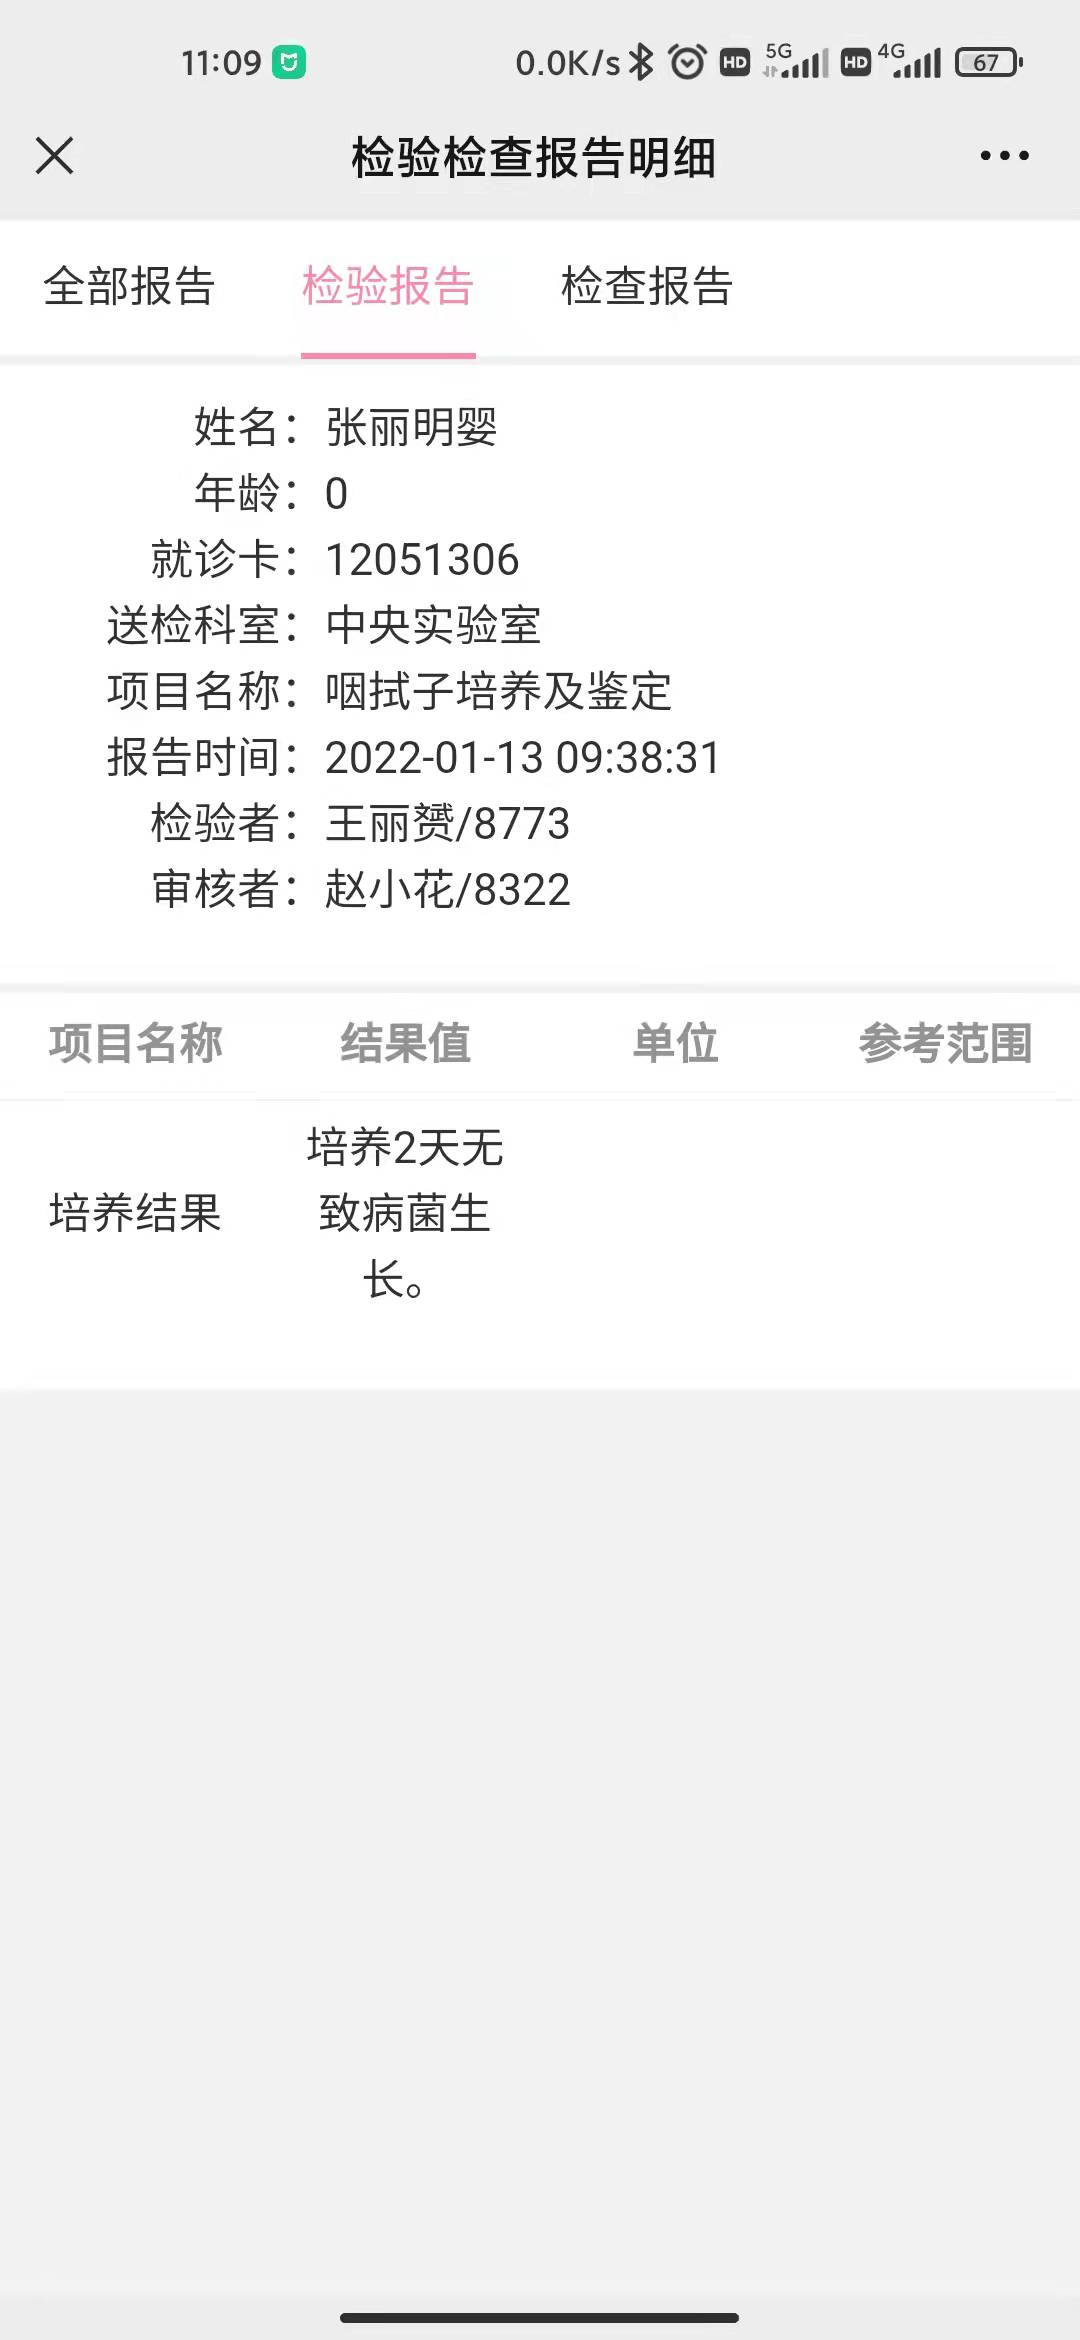 11:09 0.0K/s HD 5G HD 4G 67
检验检查报告明细
全部报告 检验报告 检查报告
姓名：张丽明婴
年龄：0
就诊卡：12051306
送检科室：中央实验室
项目名称：咽拭子培养及鉴定
报告时间：2022-01-13 09:38:31
检验者：王丽赟/8773
审核者：赵小花/8322
项目名称 结果值 单位 参考范围
培养结果 培养2天无
致病菌生
长。